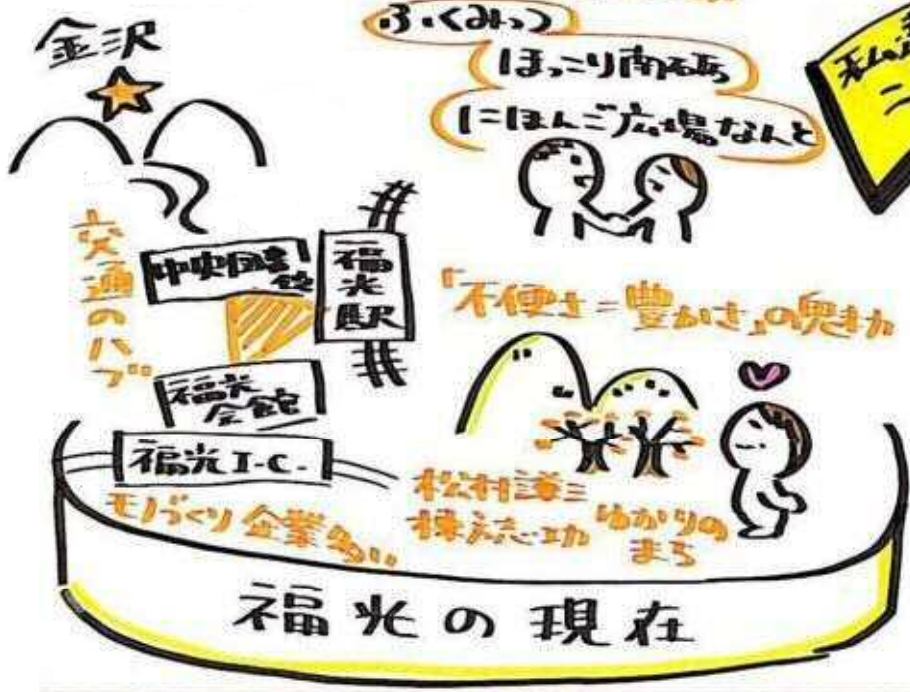 金沢
ふくみつ
ほっこり南砺
にほんご広場なんと
私
交通のハブ
中央図書館
福光駅
「不便さ=豊かさ」の魅力
福光会館
福光I.C.
モノづくり企業多い
松村謙三
棟方志功
ゆかりの
まち
福光の現在